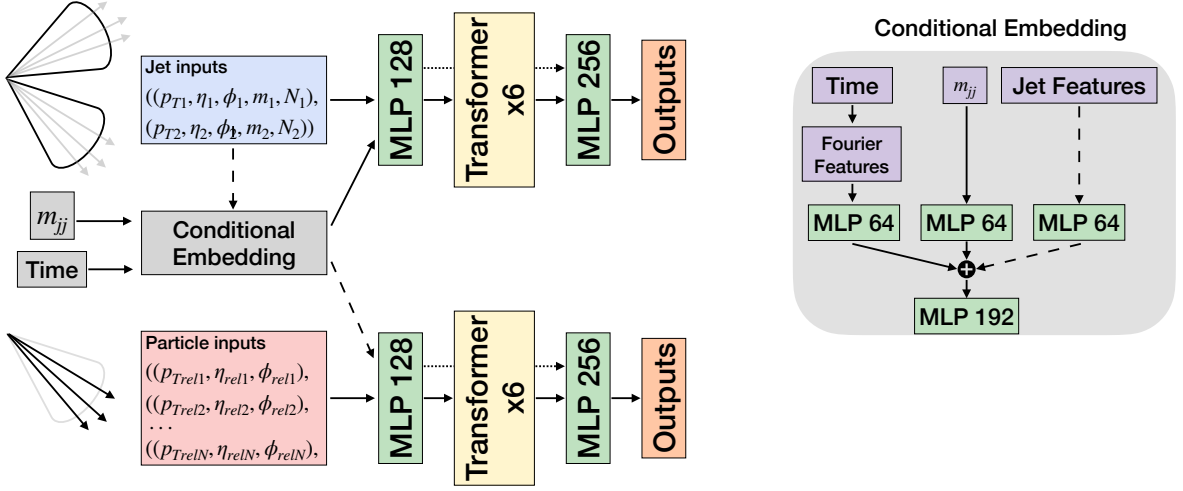 Jet inputs
((p_{T1}, η_1, ϕ_1, m_1, N_1),
(p_{T2}, η_2, ϕ_2, m_2, N_2))
m_{jj}
Time
Conditional
Embedding
MLP 128
Transformer
x6
MLP 256
Outputs
Particle inputs
((p_{Trel1}, η_{rel1}, ϕ_{rel1}),
((p_{Trel2}, η_{rel2}, ϕ_{rel2}),
...
((p_{TrelN}, η_{relN}, ϕ_{relN}),
MLP 128
Transformer
x6
MLP 256
Outputs
Conditional Embedding
Time
m_{jj}
Jet Features
Fourier
Features
MLP 64
MLP 64
MLP 64
+
MLP 192